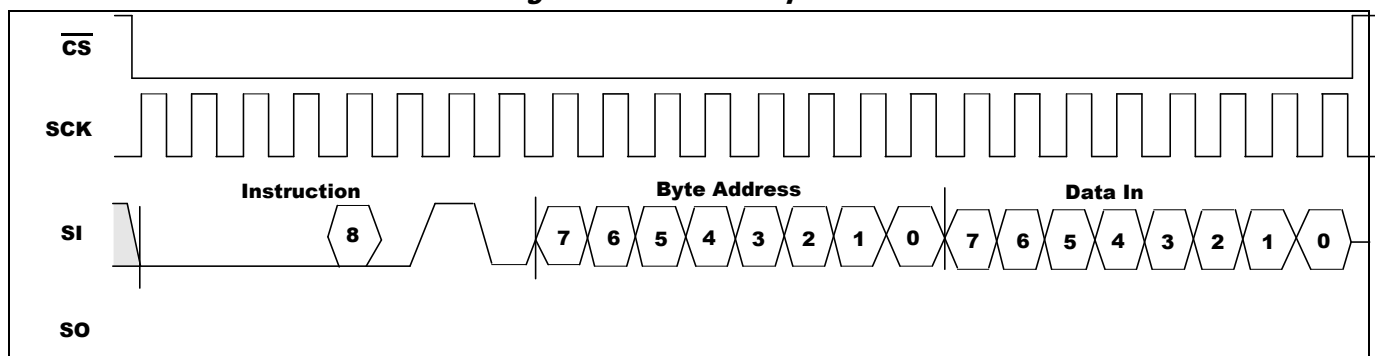 CS
SCK
Instruction Byte Address Data In
SI 8 7 6 5 4 3 2 1 0 7 6 5 4 3 2 1 0
SO